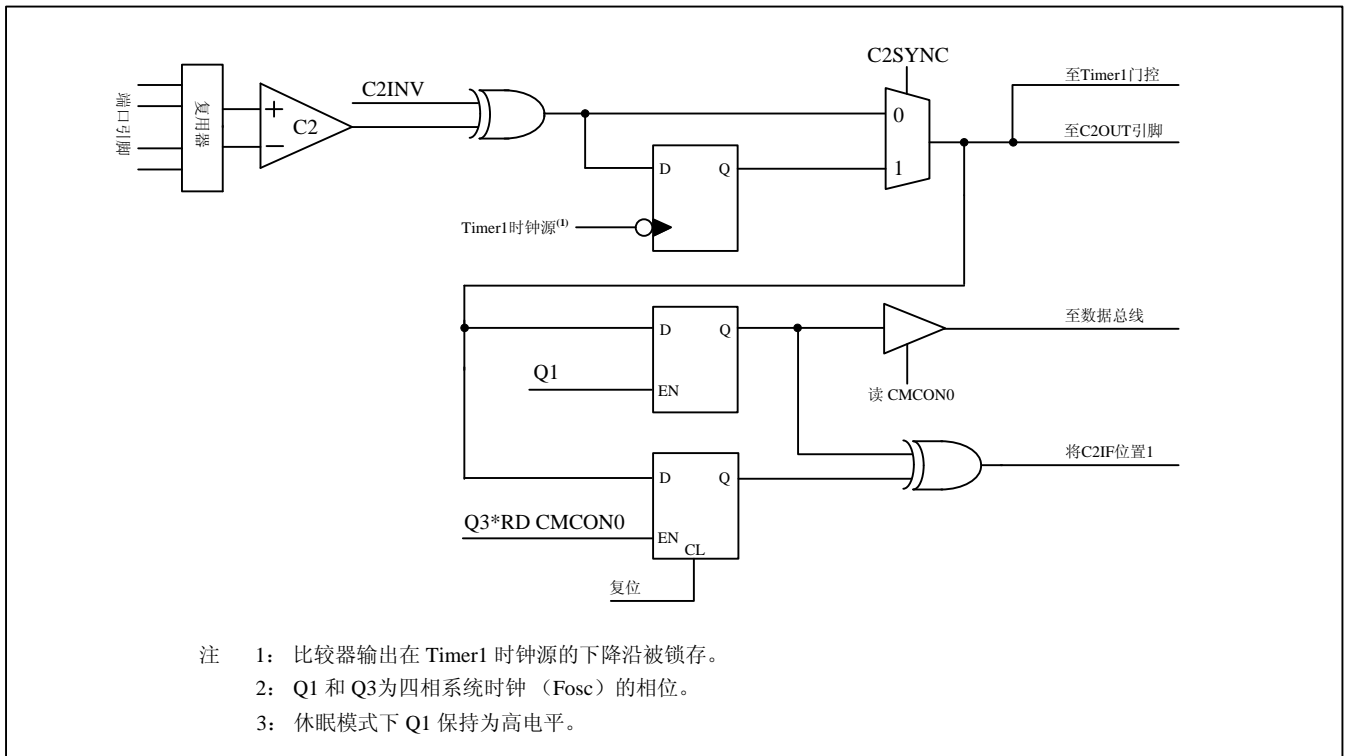 C2SYNC
至Timer1门控
C2INV
端口引脚
复用器
+
−
C2
0
至C2OUT引脚
1
D Q
Timer1时钟源(1)
D Q
至数据总线
Q1
EN
读 CMCON0
将C2IF位置1
D Q
Q3*RD CMCON0
EN
CL
复位
注 1： 比较器输出在 Timer1 时钟源的下降沿被锁存。
2： Q1 和 Q3为四相系统时钟 （Fosc）的相位。
3： 休眠模式下 Q1 保持为高电平。